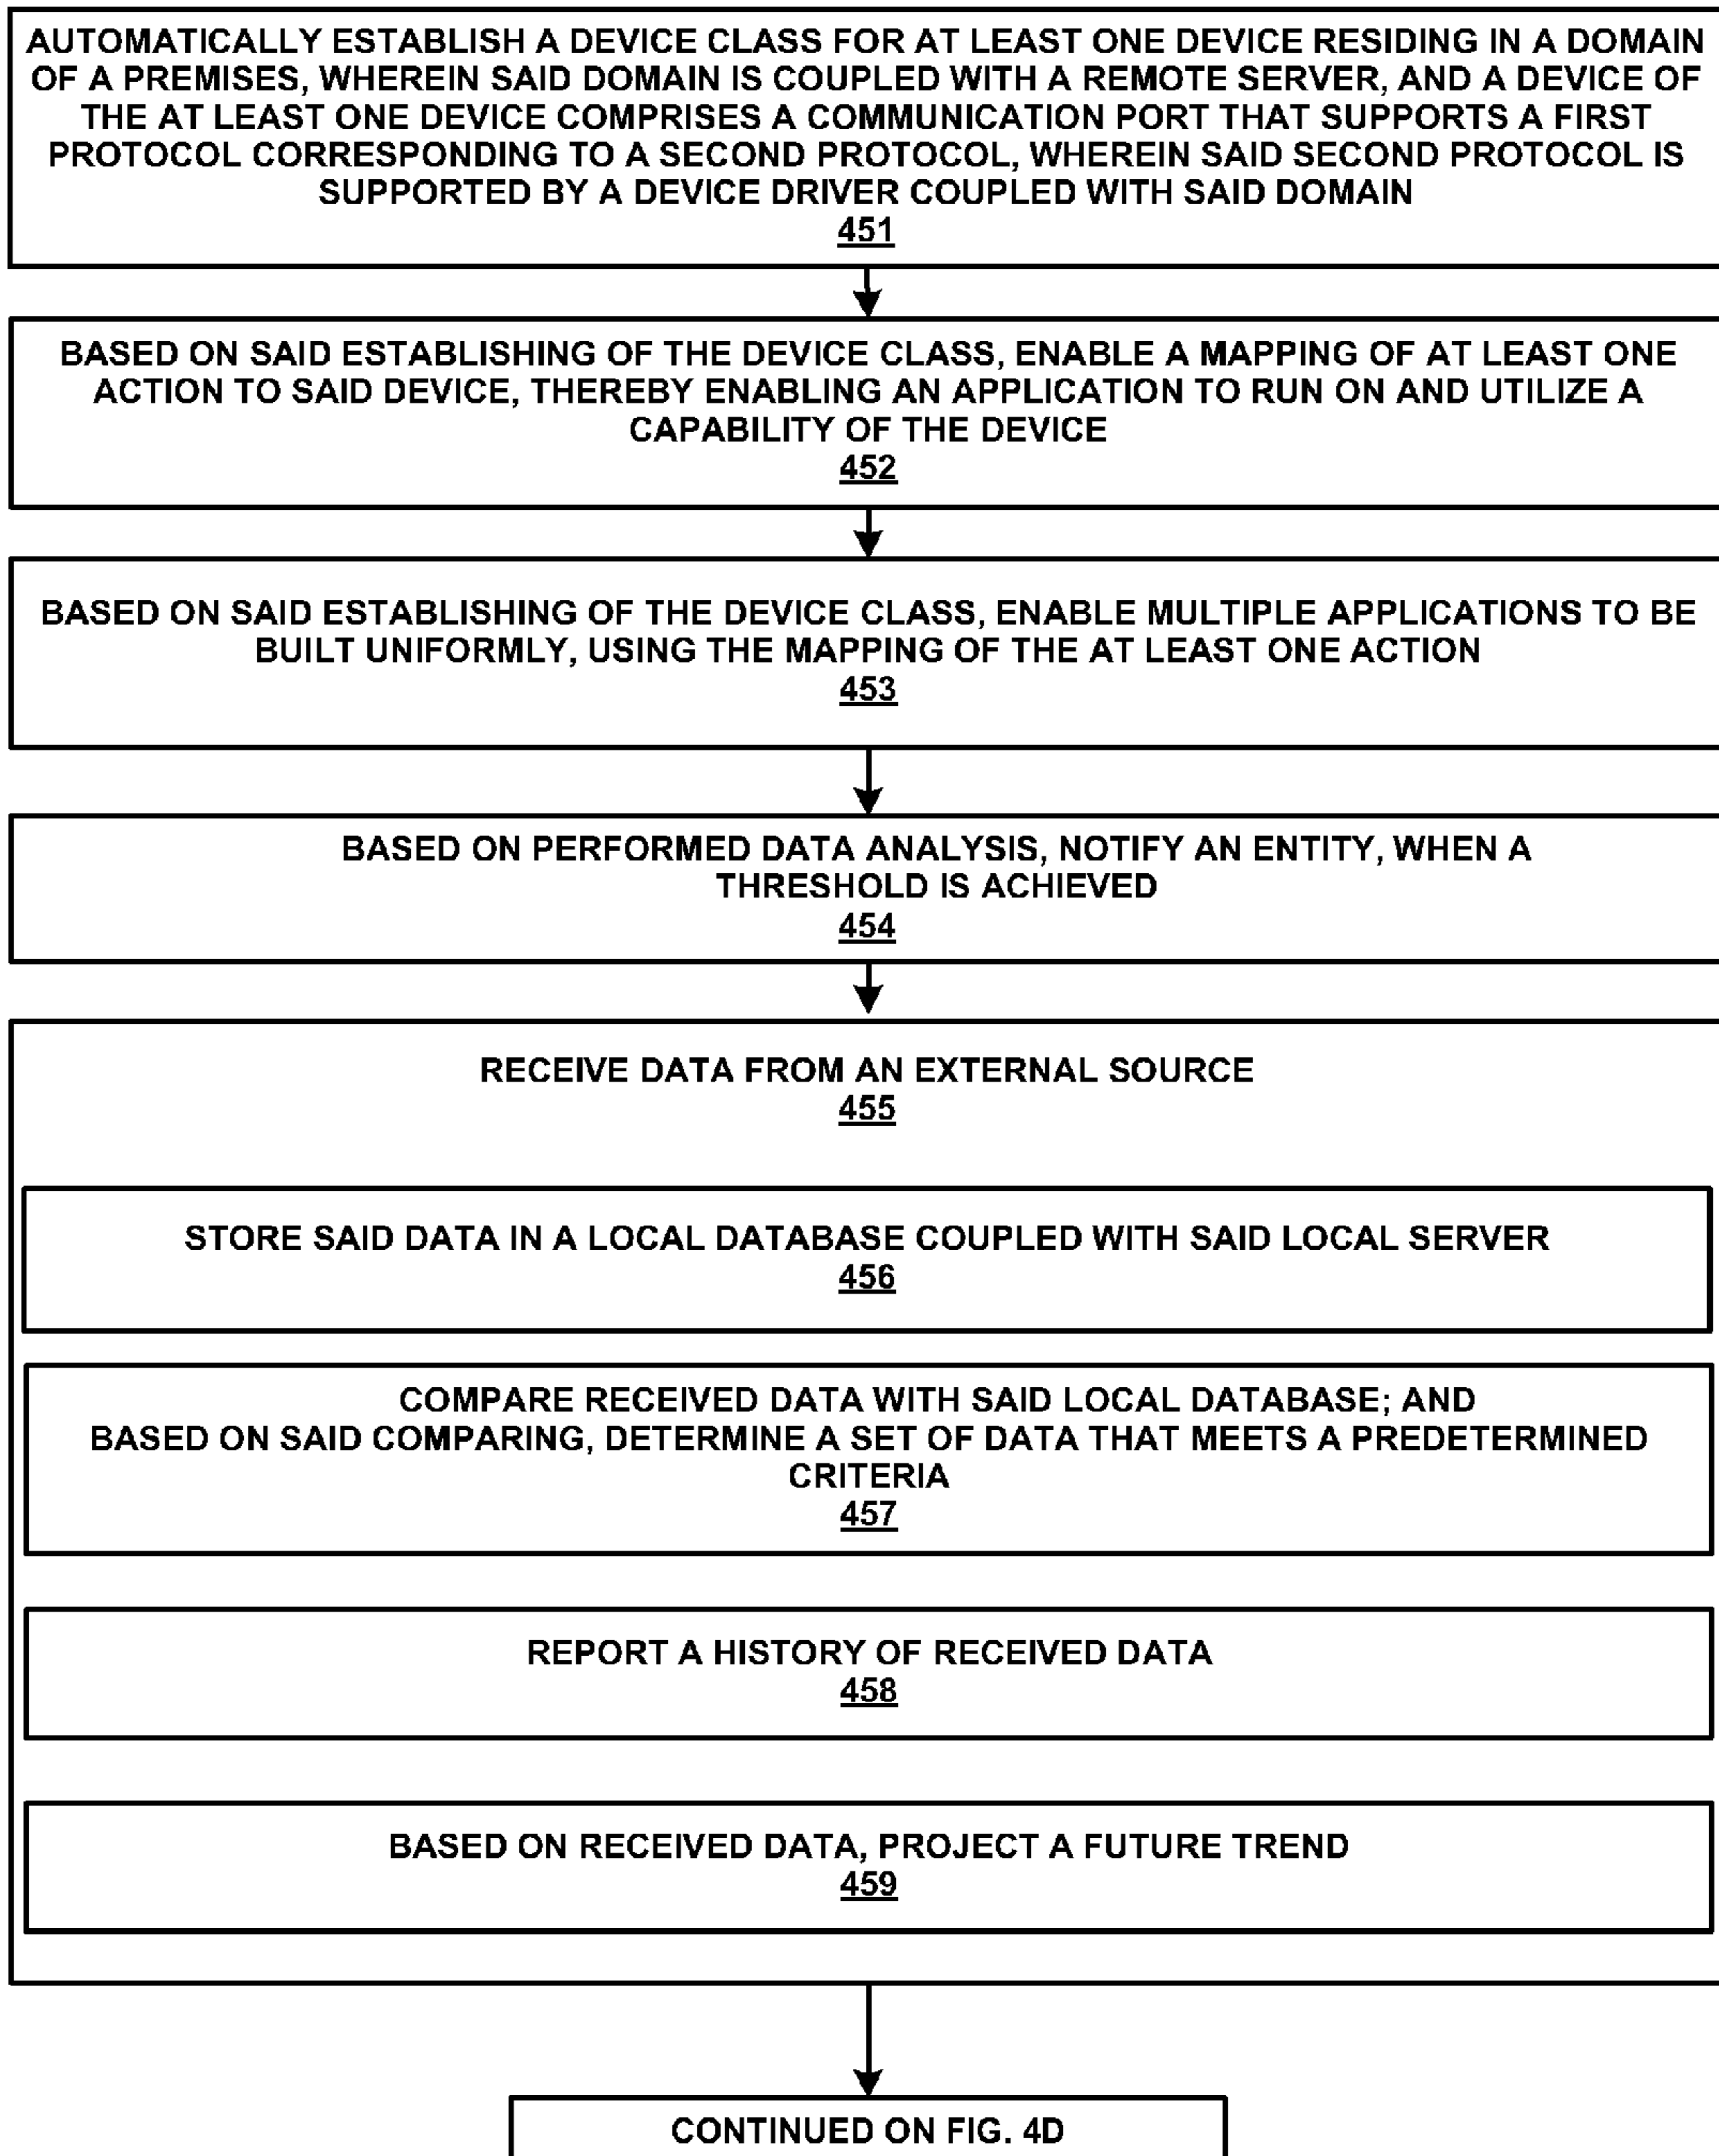 AUTOMATICALLY ESTABLISH A DEVICE CLASS FOR AT LEAST ONE DEVICE RESIDING IN A DOMAIN
OF A PREMISES, WHEREIN SAID DOMAIN IS COUPLED WITH A REMOTE SERVER, AND A DEVICE OF
THE AT LEAST ONE DEVICE COMPRISES A COMMUNICATION PORT THAT SUPPORTS A FIRST
PROTOCOL CORRESPONDING TO A SECOND PROTOCOL, WHEREIN SAID SECOND PROTOCOL IS
SUPPORTED BY A DEVICE DRIVER COUPLED WITH SAID DOMAIN
451
BASED ON SAID ESTABLISHING OF THE DEVICE CLASS, ENABLE A MAPPING OF AT LEAST ONE
ACTION TO SAID DEVICE, THEREBY ENABLING AN APPLICATION TO RUN ON AND UTILIZE A
CAPABILITY OF THE DEVICE
452
BASED ON SAID ESTABLISHING OF THE DEVICE CLASS, ENABLE MULTIPLE APPLICATIONS TO BE
BUILT UNIFORMLY, USING THE MAPPING OF THE AT LEAST ONE ACTION
453
BASED ON PERFORMED DATA ANALYSIS, NOTIFY AN ENTITY, WHEN A
THRESHOLD IS ACHIEVED
454
RECEIVE DATA FROM AN EXTERNAL SOURCE
455
STORE SAID DATA IN A LOCAL DATABASE COUPLED WITH SAID LOCAL SERVER
456
COMPARE RECEIVED DATA WITH SAID LOCAL DATABASE; AND
BASED ON SAID COMPARING, DETERMINE A SET OF DATA THAT MEETS A PREDETERMINED
CRITERIA
457
REPORT A HISTORY OF RECEIVED DATA
458
BASED ON RECEIVED DATA, PROJECT A FUTURE TREND
459
CONTINUED ON FIG. 4D